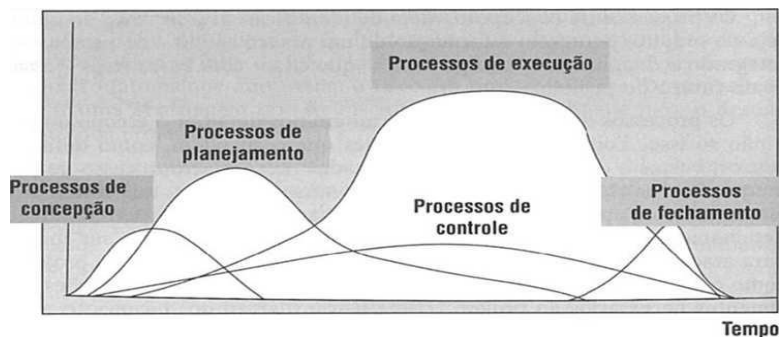 Processos de execução
Processos de
planejamento
Processos de
concepção
Processos
de fechamento
Processos de
controle
Tempo